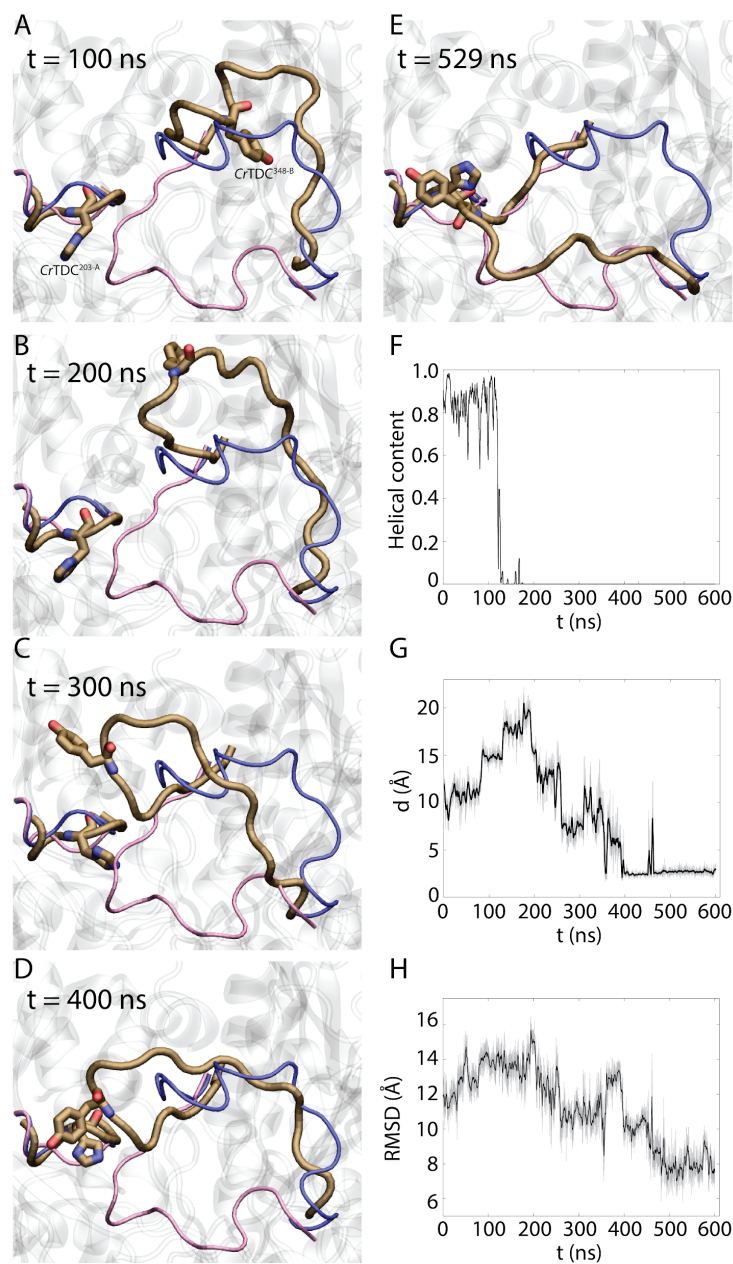 A
t = 100 ns
CrTDC348-B
CrTDC203-A
B
t = 200 ns
C
t = 300 ns
D
t = 400 ns
E
t = 529 ns
F
1.0
0.8
0.6
0.4
0.2
0
Helical content
0 100 200 300 400 500 600
t (ns)
G
20
15
10
5
0
d (Å)
0 100 200 300 400 500 600
t (ns)
H
16
14
12
10
8
6
RMSD (Å)
0 100 200 300 400 500 600
t (ns)